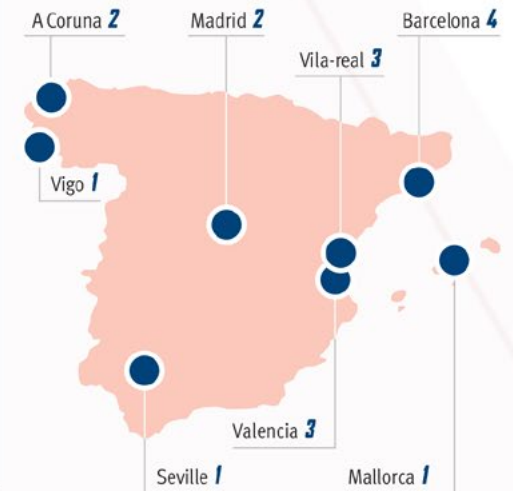 A Coruna 2
Madrid 2
Barcelona 4
Vila-real 3
Vigo 1
Valencia 3
Seville 1
Mallorca 1